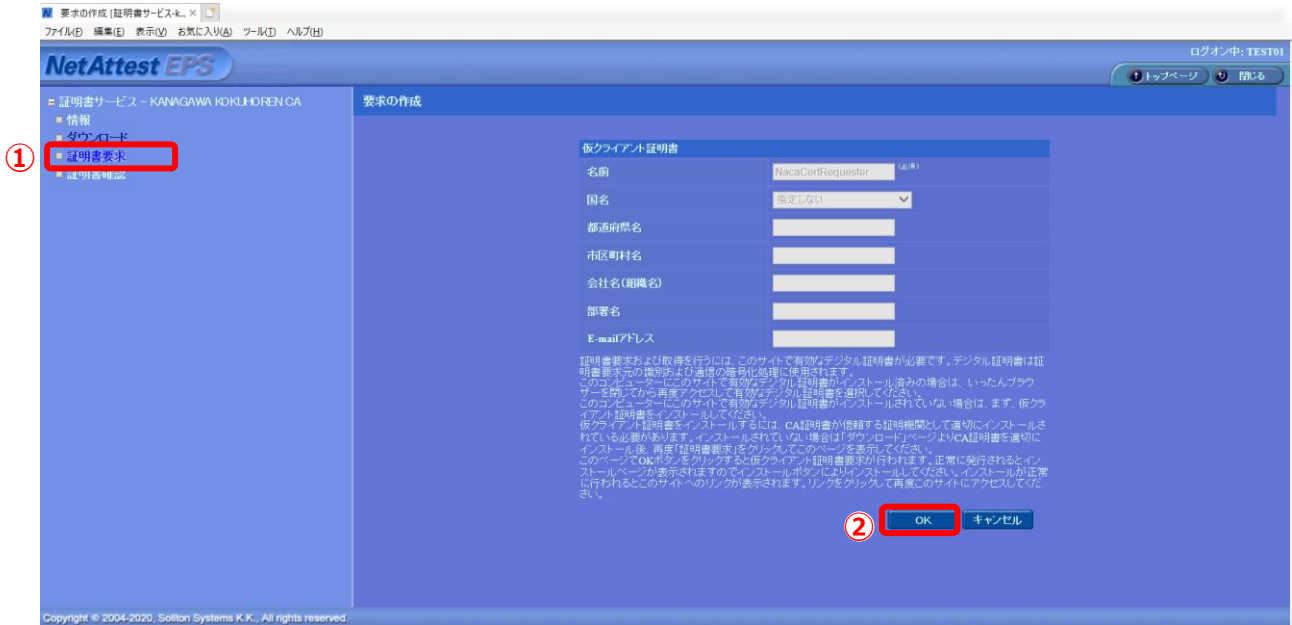 要求の作成 [証明書サービス-k...
ファイル(F) 編集(E) 表示(V) お気に入り(A) ツール(T) ヘルプ(H)
NetAttest EPS
ログオン中: TEST01
トップページ 閉じる
証明書サービス – KANAGAWA KOKUHOREN CA
要求の作成
情報
ダウンロード
① 証明書要求
証明書確認
仮クライアント証明書
名前 NacaCertRequester (必須)
国名 指定しない
都道府県名
市区町村名
会社名(組織名)
部署名
E-mailアドレス
証明書要求および取得を行うには、このサイトで有効なデジタル証明書が必要です。デジタル証明書は証
明書要求元の識別および通信の暗号化処理に使用されます。
このコンピューターにこのサイトで有効なデジタル証明書がインストール済みの場合は、いったんブラウ
ザーを閉じてから再度アクセスして有効なデジタル証明書を選択してください。
このコンピューターにこのサイトで有効なデジタル証明書がインストールされていない場合は、まず、仮クラ
イアント証明書をインストールしてください。
仮クライアント証明書をインストールするには、CA証明書が信頼する証明機関として適切にインストールさ
れている必要があります。インストールされていない場合は「ダウンロード」ページよりCA証明書を適切に
インストール後、再度「証明書要求」をクリックしてこのページを表示してください。
このページでOKボタンをクリックすると仮クライアント証明書要求が行われます。正常に発行されるとイン
ストールページが表示されますのでインストールボタンによりインストールしてください。インストールが正常
に行われるとこのサイトへのリンクが表示されます。リンクをクリックして再度このサイトにアクセスしてくだ
さい。
② OK キャンセル
Copyright © 2004-2020, Soliton Systems K.K., All rights reserved.